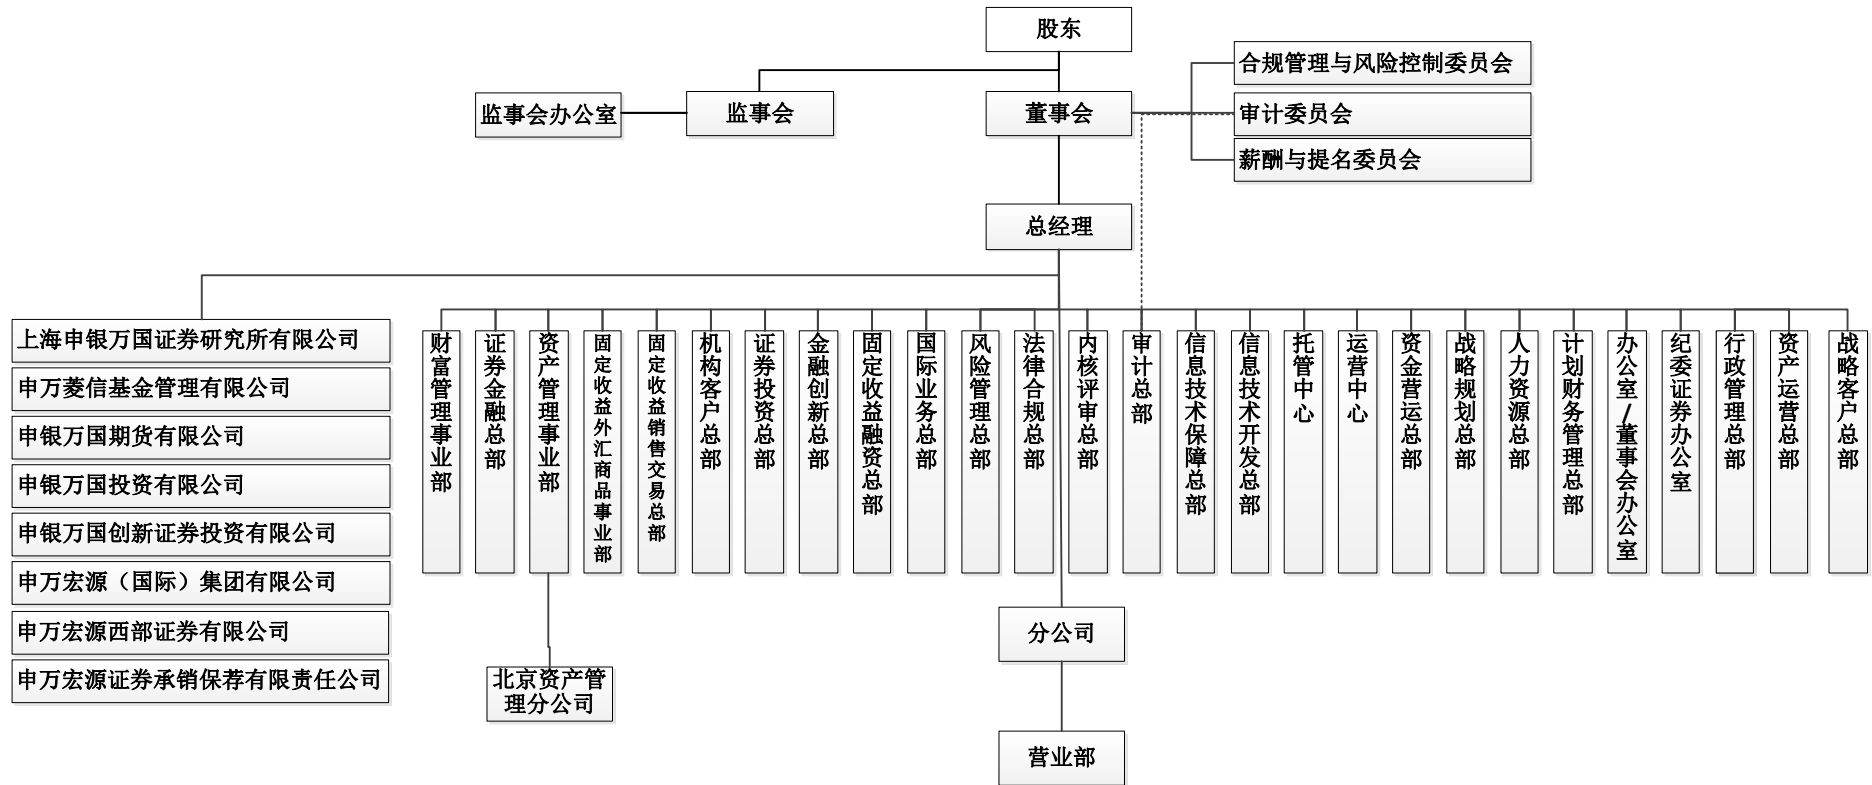 股东
合规管理与风险控制委员会
监事会办公室
监事会
董事会
审计委员会
薪酬与提名委员会
总经理
上海申银万国证券研究所有限公司
申万菱信基金管理有限公司
申银万国期货有限公司
申银万国投资有限公司
申银万国创新证券投资有限公司
申万宏源（国际）集团有限公司
申万宏源西部证券有限公司
申万宏源证券承销保荐有限责任公司
财富管理事业部
证券金融总部
资产管理事业部
固定收益外汇商品事业部
固定收益销售交易总部
机构客户总部
证券投资总部
金融创新总部
固定收益融资总部
国际业务总部
风险管理总部
法律合规总部
内核评审总部
审计总部
信息技术保障总部
信息技术开发总部
托管中心
运营中心
资金营运总部
战略规划总部
人力资源总部
计划财务管理总部
办公室/董事会办公室
纪委证券办公室
行政管理总部
资产运营总部
战略客户总部
北京资产管
理分公司
分公司
营业部